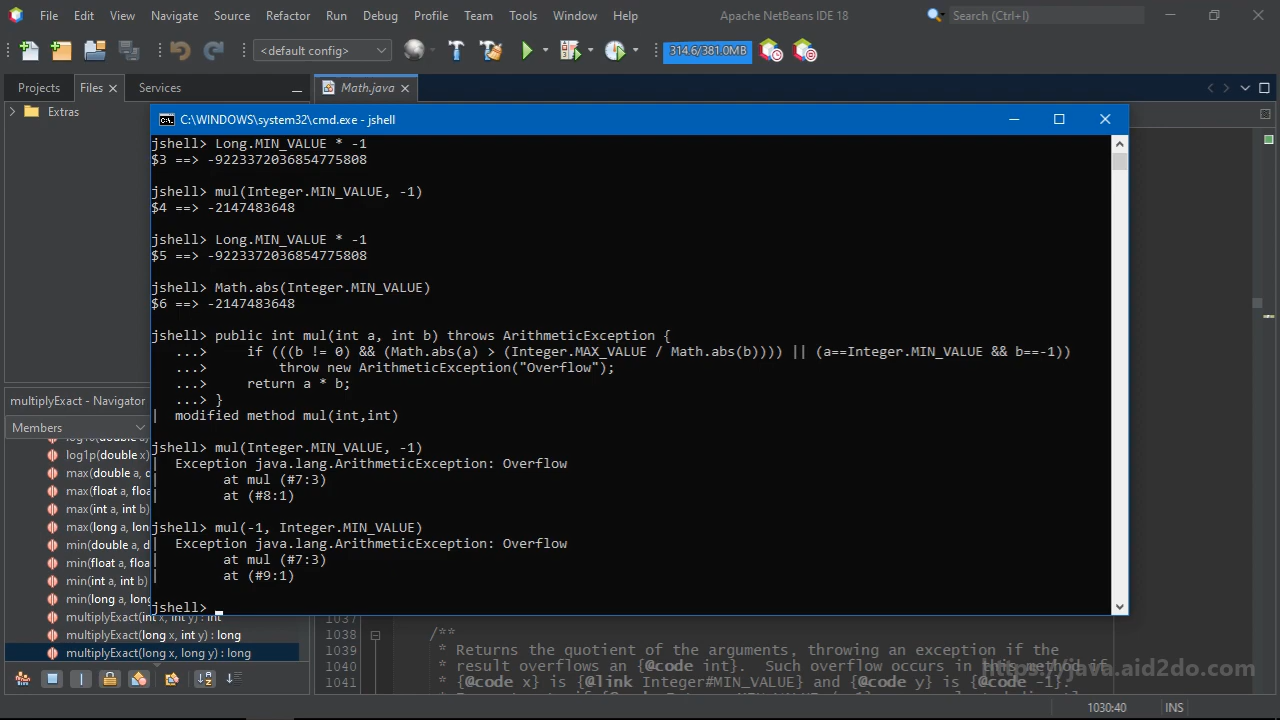 File Edit View Navigate Source Refactor Run Debug Profile Team Tools Window Help
Apache NetBeans IDE 18
Search (Ctrl+I)
<default config>
314.6/381.0MB
Projects Files Services
Math.java
Extras
C:\WINDOWS\system32\cmd.exe - jshell
jshell> Long.MIN_VALUE * -1
$3 ==> -9223372036854775808
jshell> mul(Integer.MIN_VALUE, -1)
$4 ==> -2147483648
jshell> Long.MIN_VALUE * -1
$5 ==> -9223372036854775808
jshell> Math.abs(Integer.MIN_VALUE)
$6 ==> -2147483648
jshell> public int mul(int a, int b) throws ArithmeticException {
...> if (((b != 0) && (Math.abs(a) > (Integer.MAX_VALUE / Math.abs(b)))) || (a==Integer.MIN_VALUE && b==-1))
...> throw new ArithmeticException("Overflow");
...> return a * b;
...> }
| modified method mul(int,int)
jshell> mul(Integer.MIN_VALUE, -1)
| Exception java.lang.ArithmeticException: Overflow
| at mul (#7:3)
| at (#8:1)
jshell> mul(-1, Integer.MIN_VALUE)
| Exception java.lang.ArithmeticException: Overflow
| at mul (#7:3)
| at (#9:1)
jshell>
multiplyExact - Navigator
Members
log10(double a)
log1p(double x)
max(double a, d
max(float a, floa
max(int a, int b)
max(long a, long
min(double a, d
min(float a, floa
min(int a, int b)
min(long a, long
multiplyExact(int x, int y) : int
multiplyExact(long x, int y) : long
multiplyExact(long x, long y) : long
1037
1038 /**
1039 * Returns the quotient of the arguments, throwing an exception if the
1040 * result overflows an {@code int}. Such overflow occurs in this method if
1041 * {@code x} is {@link Integer#MIN_VALUE} and {@code y} is {@code -1}.
https://java.aid2do.com
1030:40 INS